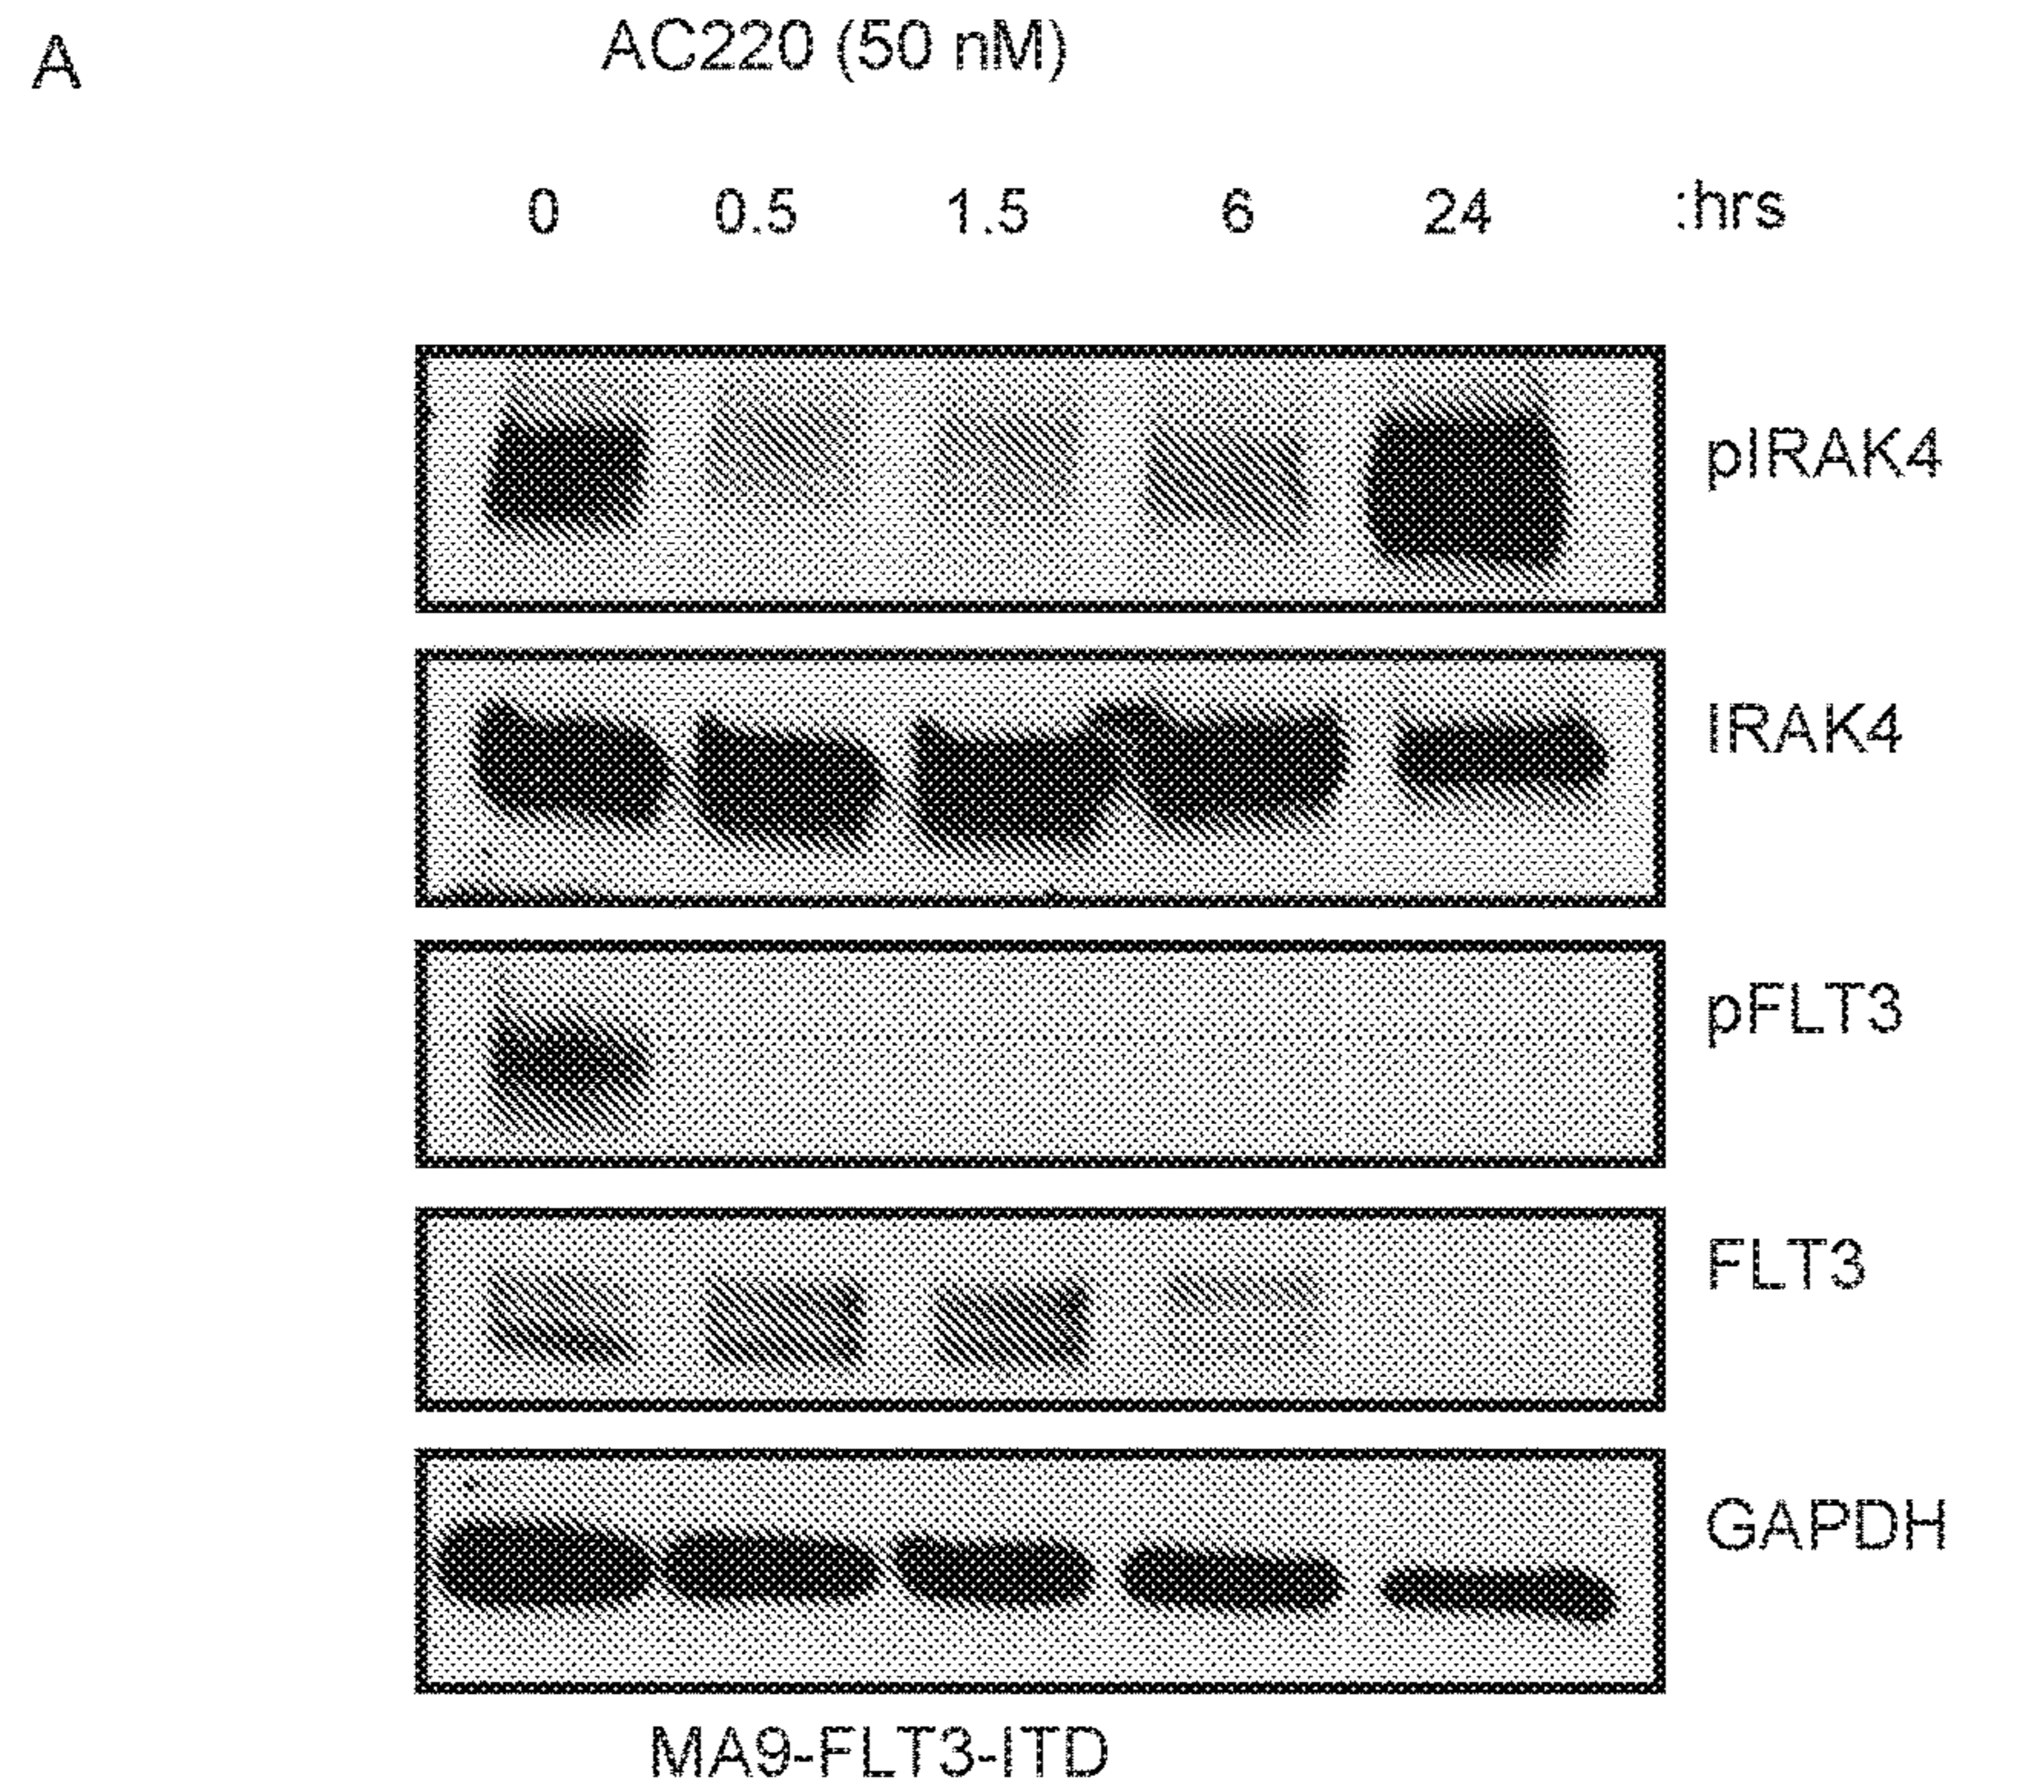 A
AC220 (50 nM)
0 0.5 1.5 6 24 :hrs
pIRAK4
IRAK4
pFLT3
FLT3
GAPDH
MA9-FLT3-ITD